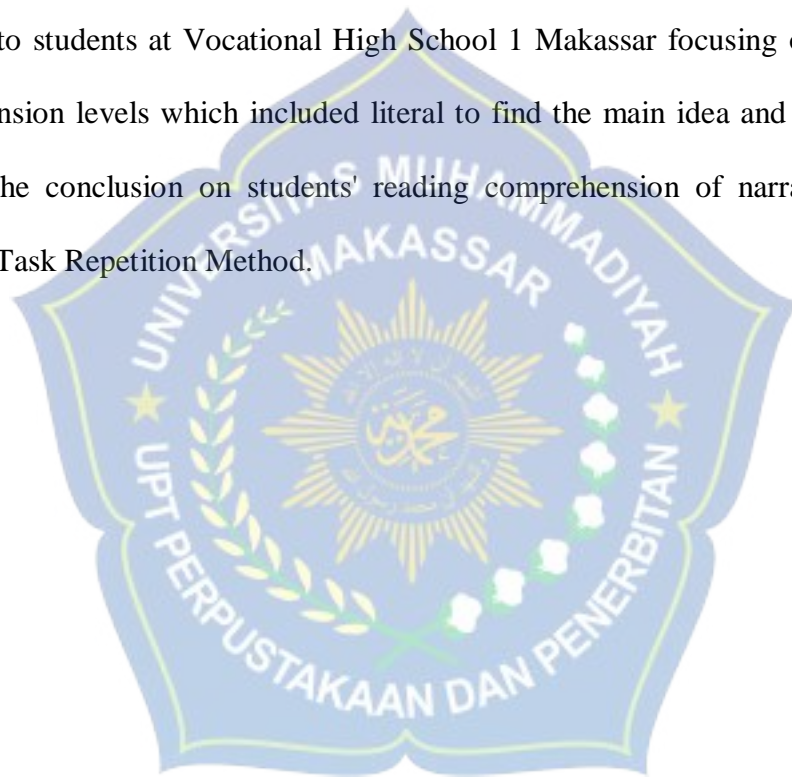 to students at Vocational High School 1 Makassar focusing
nsion levels which included literal to find the main idea and
he conclusion on students' reading comprehension of narra
Task Repetition Method.
UNIVERSITAS MUHAMMADIYAH
MAKASSAR
UPT PERPUSTAKAAN DAN PENERBITAN